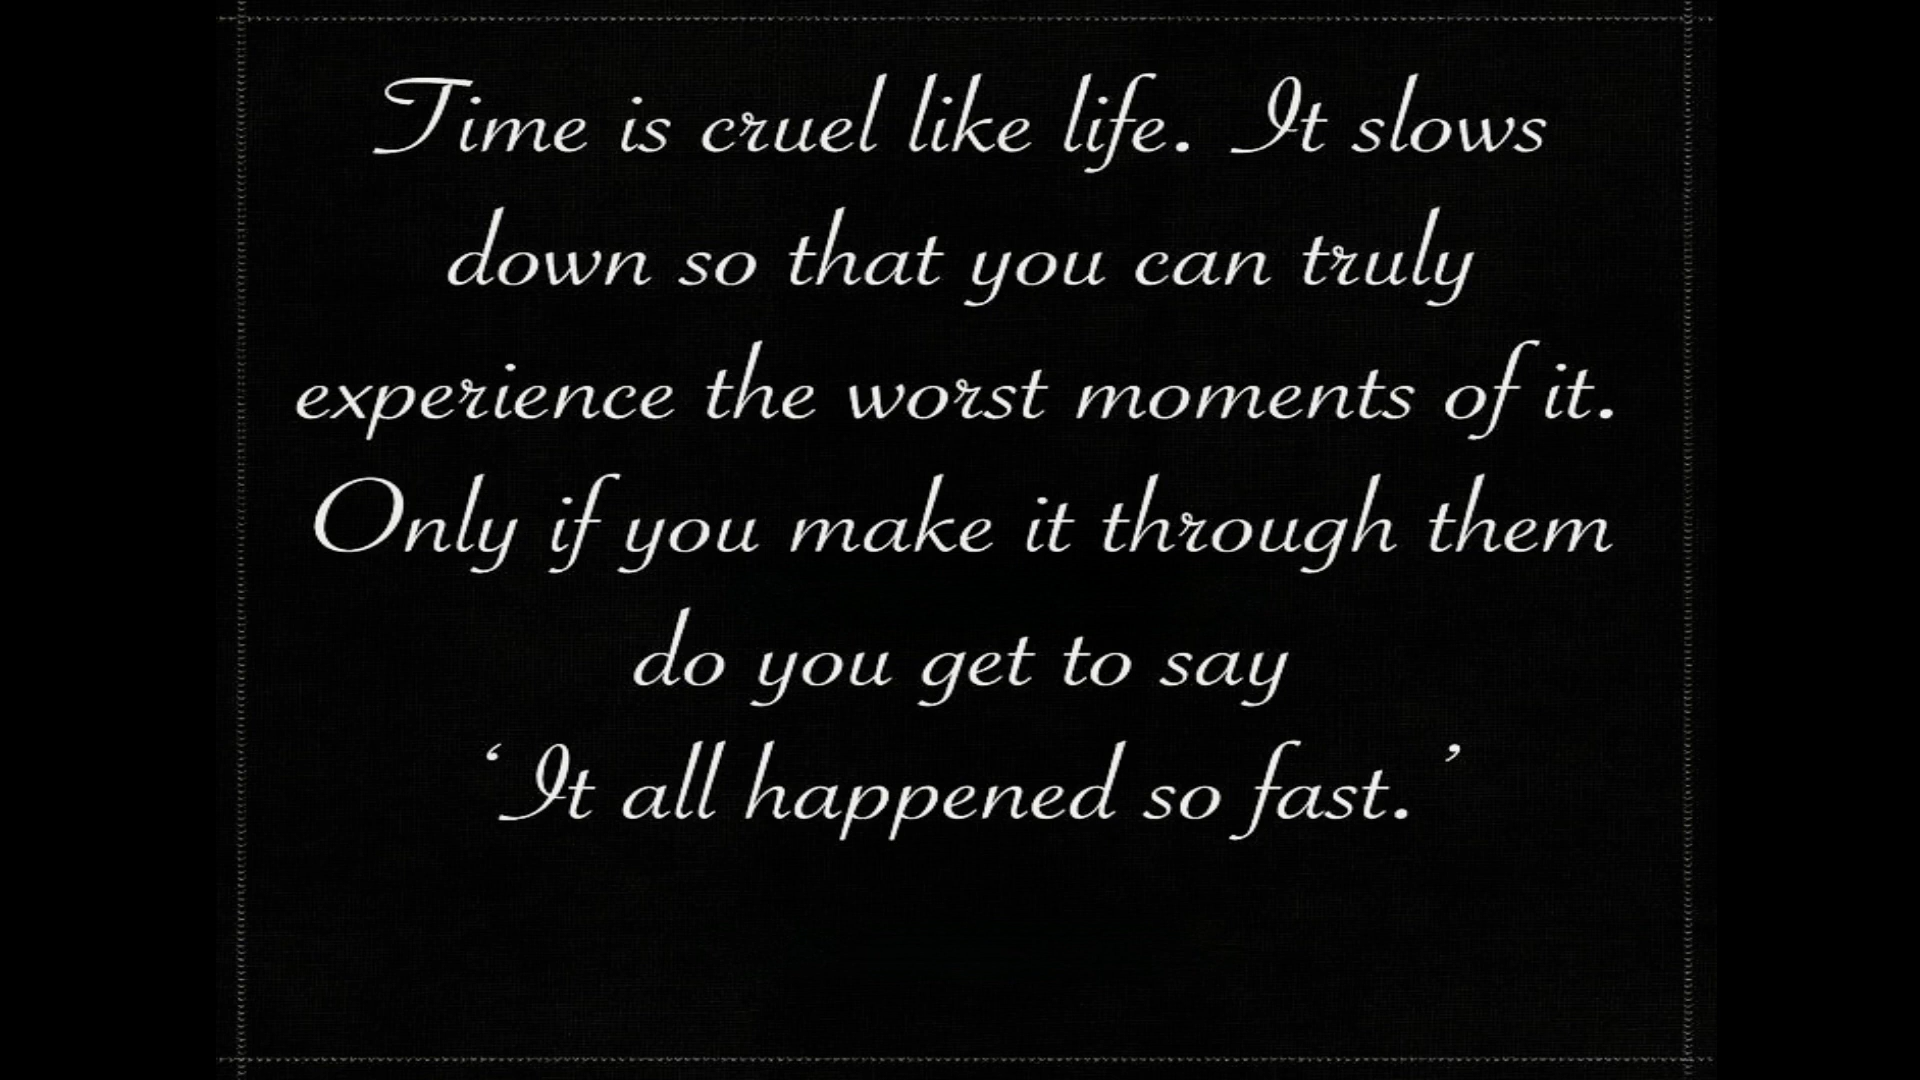 Time is cruel like life. It slows
down so that you can truly
experience the worst moments of it.
Only if you make it through them
do you get to say
‘It all happened so fast. ’